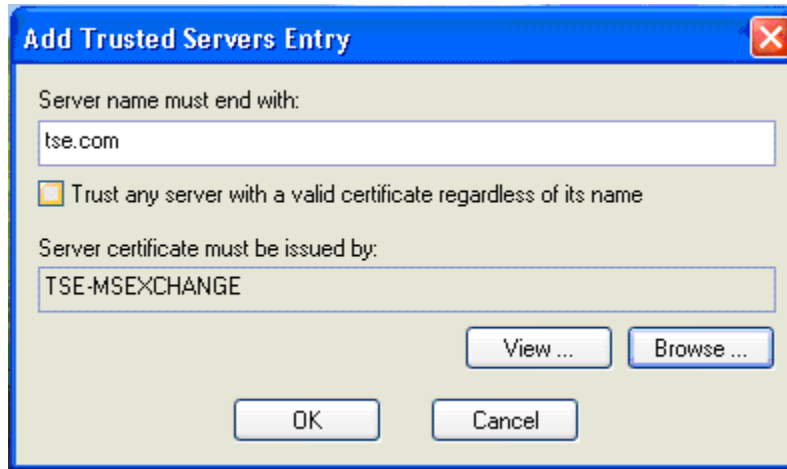 Add Trusted Servers Entry
Server name must end with:
tse.com
Trust any server with a valid certificate regardless of its name
Server certificate must be issued by:
TSE-MSEXCHANGE
View ... Browse ...
OK Cancel